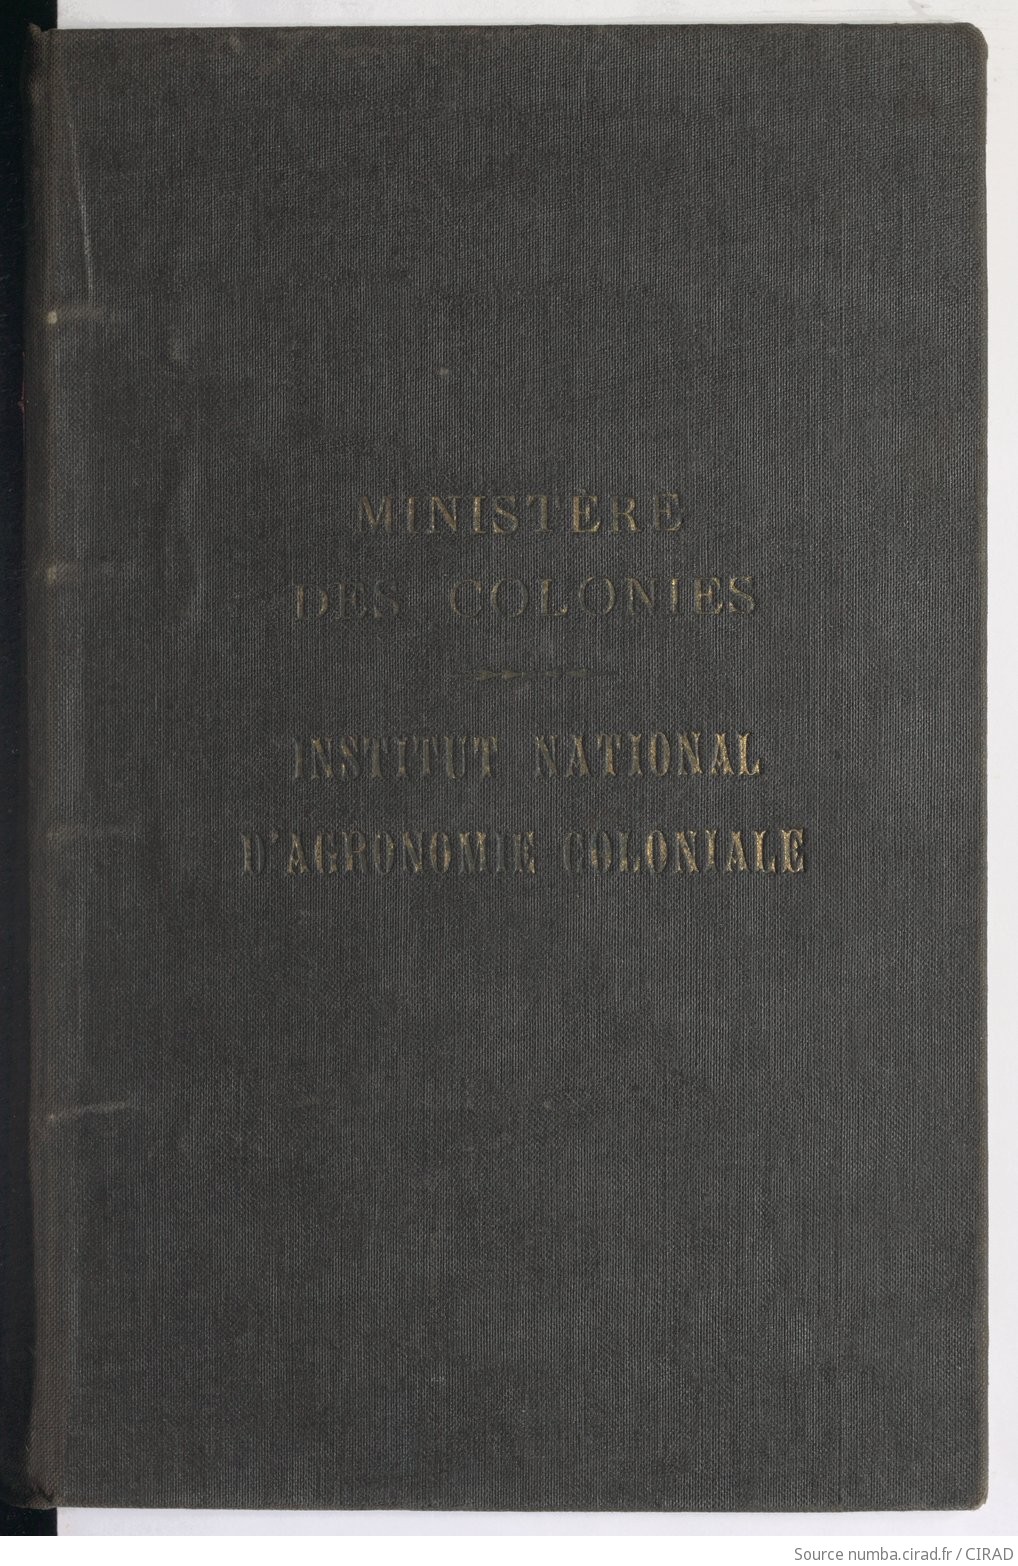 MINISTÈRE
DES COLONIES
INSTITUT NATIONAL
D'AGRONOMIE COLONIALE
Source numba.cirad.fr / CIRAD